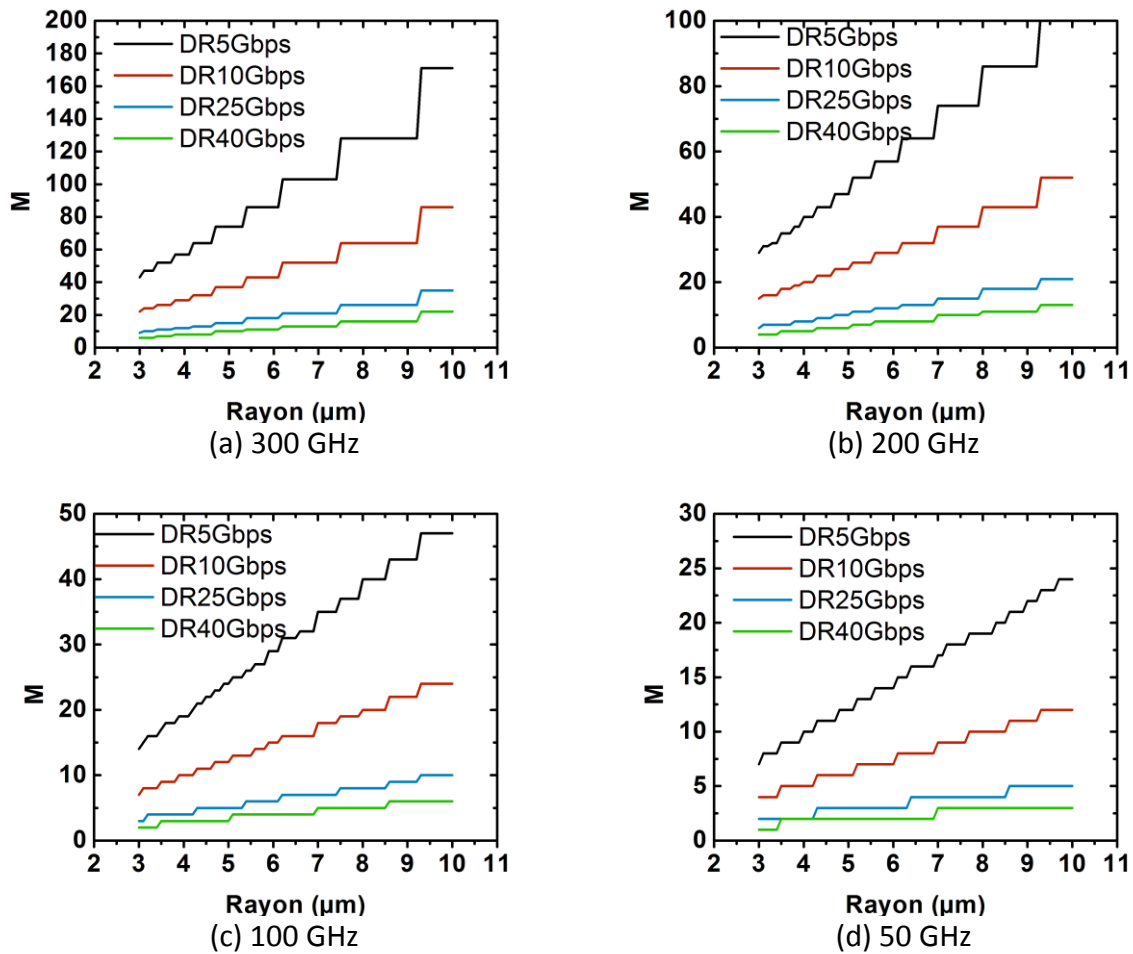 200
180
160
140
120
100
80
60
40
20
0
M
DR5Gbps
DR10Gbps
DR25Gbps
DR40Gbps
2 3 4 5 6 7 8 9 10 11
Rayon (µm)
(a) 300 GHz
100
80
60
40
20
0
M
DR5Gbps
DR10Gbps
DR25Gbps
DR40Gbps
2 3 4 5 6 7 8 9 10 11
Rayon (µm)
(b) 200 GHz
50
40
30
20
10
0
M
DR5Gbps
DR10Gbps
DR25Gbps
DR40Gbps
2 3 4 5 6 7 8 9 10 11
Rayon (µm)
(c) 100 GHz
30
25
20
15
10
5
0
M
DR5Gbps
DR10Gbps
DR25Gbps
DR40Gbps
2 3 4 5 6 7 8 9 10 11
Rayon (µm)
(d) 50 GHz